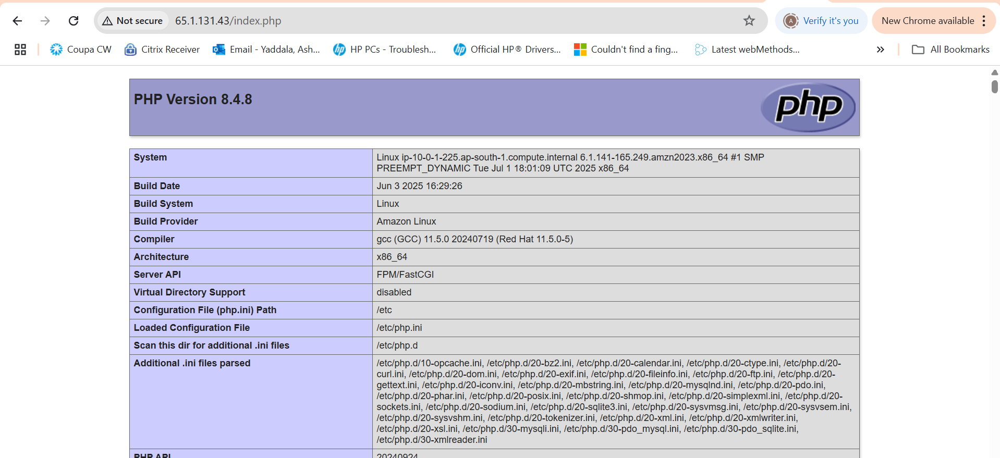 Not secure 65.1.131.43/index.php Verify it's you New Chrome available
Coupa CW Citrix Receiver Email - Yaddala, Ash... HP PCs - Troublesh... Official HP® Drivers... Couldn't find a fing... Latest webMethods... All Bookmarks
PHP Version 8.4.8
php
System Linux ip-10-0-1-225.ap-south-1.compute.internal 6.1.141-165.249.amzn2023.x86_64 #1 SMP
PREEMPT_DYNAMIC Tue Jul 1 18:01:09 UTC 2025 x86_64
Build Date Jun 3 2025 16:29:26
Build System Linux
Build Provider Amazon Linux
Compiler gcc (GCC) 11.5.0 20240719 (Red Hat 11.5.0-5)
Architecture x86_64
Server API FPM/FastCGI
Virtual Directory Support disabled
Configuration File (php.ini) Path /etc
Loaded Configuration File /etc/php.ini
Scan this dir for additional .ini files /etc/php.d
Additional .ini files parsed /etc/php.d/10-opcache.ini, /etc/php.d/20-bz2.ini, /etc/php.d/20-calendar.ini, /etc/php.d/20-ctype.ini, /etc/php.d/20-
curl.ini, /etc/php.d/20-dom.ini, /etc/php.d/20-exif.ini, /etc/php.d/20-fileinfo.ini, /etc/php.d/20-ftp.ini, /etc/php.d/20-
gettext.ini, /etc/php.d/20-iconv.ini, /etc/php.d/20-mbstring.ini, /etc/php.d/20-mysqlnd.ini, /etc/php.d/20-pdo.ini,
/etc/php.d/20-phar.ini, /etc/php.d/20-posix.ini, /etc/php.d/20-shmop.ini, /etc/php.d/20-simplexml.ini, /etc/php.d/20-
sockets.ini, /etc/php.d/20-sodium.ini, /etc/php.d/20-sqlite3.ini, /etc/php.d/20-sysvmsg.ini, /etc/php.d/20-sysvsem.ini,
/etc/php.d/20-sysvshm.ini, /etc/php.d/20-tokenizer.ini, /etc/php.d/20-xml.ini, /etc/php.d/20-xmlwriter.ini,
/etc/php.d/20-xsl.ini, /etc/php.d/30-mysqli.ini, /etc/php.d/30-pdo_mysql.ini, /etc/php.d/30-pdo_sqlite.ini,
/etc/php.d/30-xmlreader.ini
PHP API 20240924